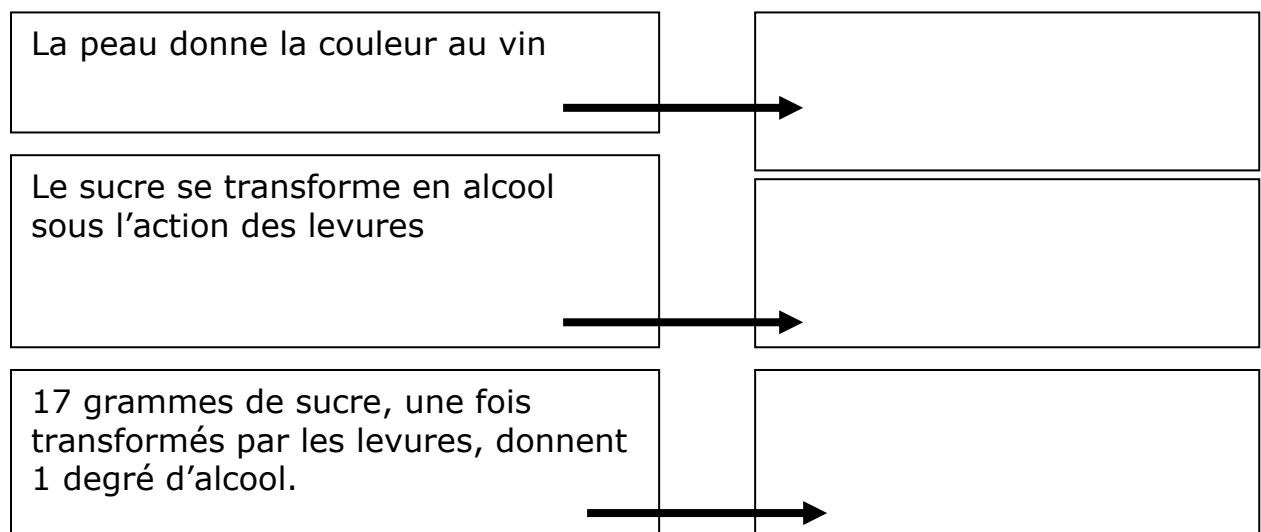 La peau donne la couleur au vin
Le sucre se transforme en alcool
sous l’action des levures
17 grammes de sucre, une fois
transformés par les levures, donnent
1 degré d’alcool.